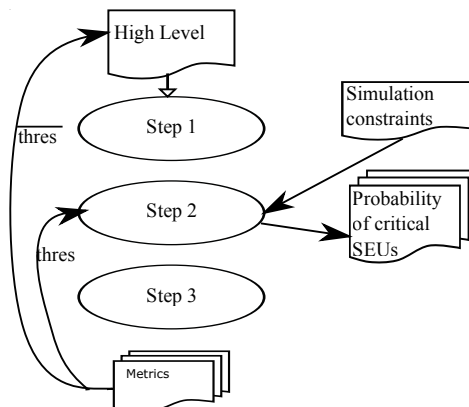 High Level
Step 1
thres
Simulation
constraints
Step 2
Probability
of critical
SEUs
thres
Step 3
Metrics